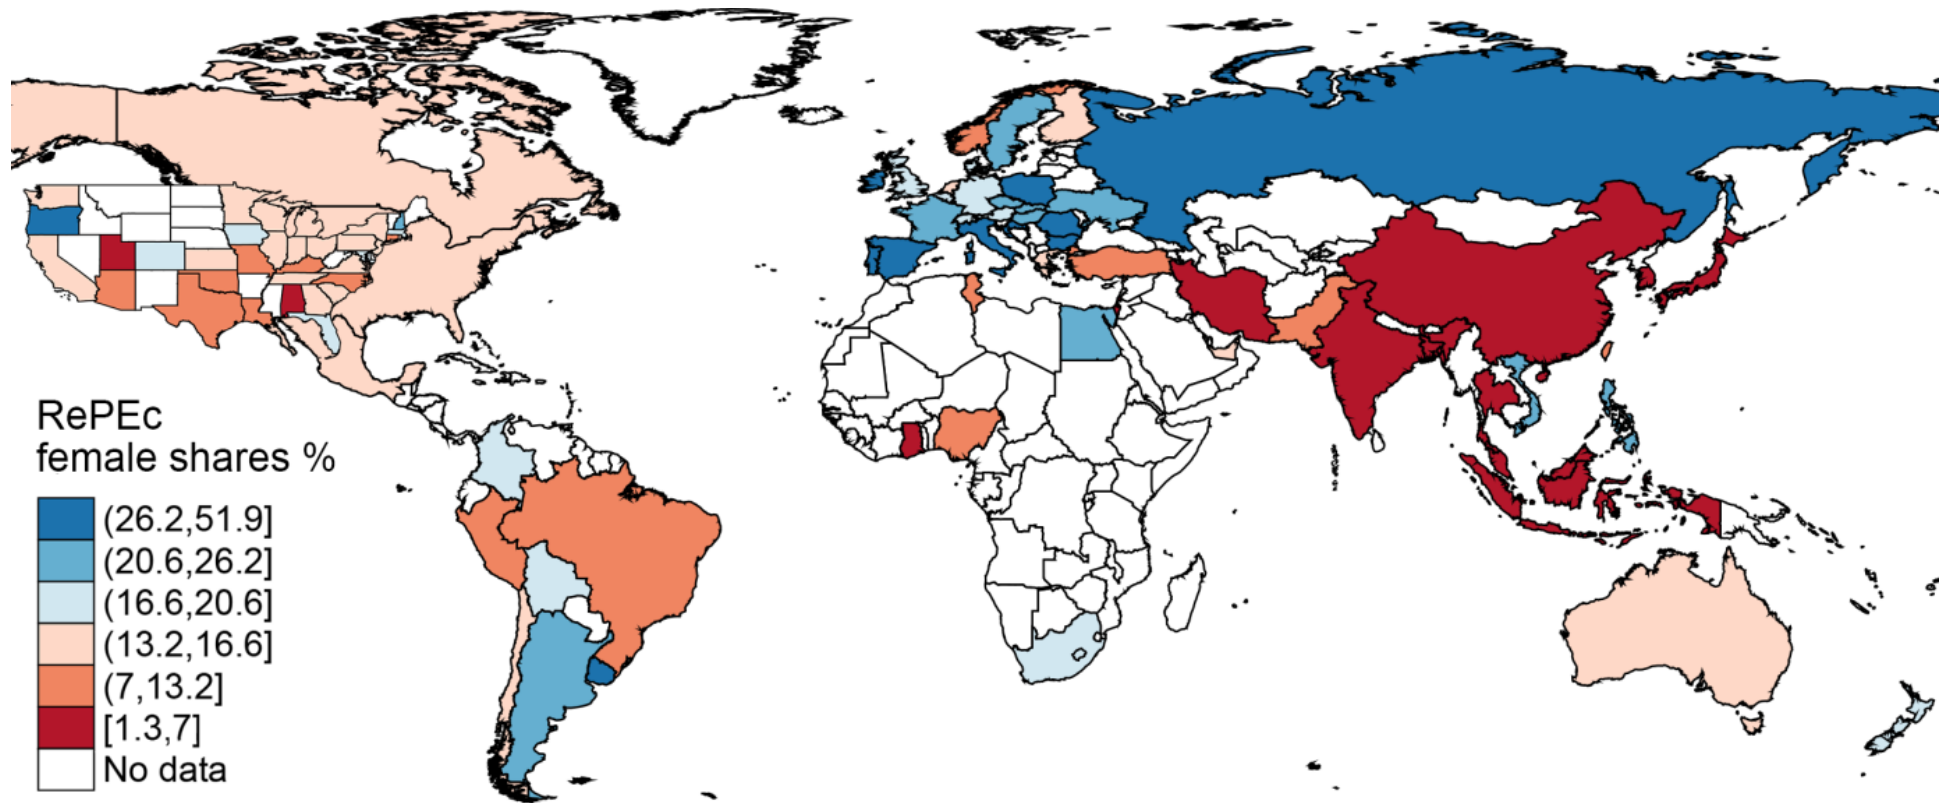 RePEc
female shares %
(26.2,51.9]
(20.6,26.2]
(16.6,20.6]
(13.2,16.6]
(7,13.2]
[1.3,7]
No data